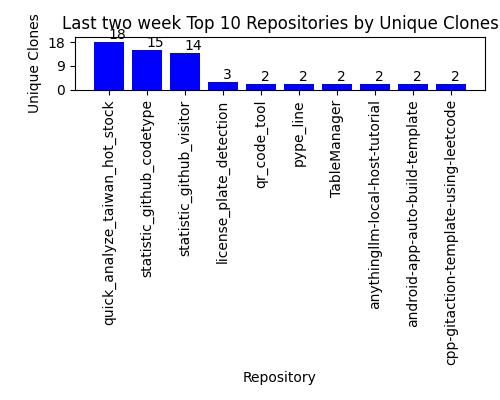 Last two week Top 10 Repositories by Unique Clones
Unique Clones
18
9
0
18
15
14
3
2
2
2
2
2
2
quick_analyze_taiwan_hot_stock
statistic_github_codetype
statistic_github_visitor
license_plate_detection
qr_code_tool
pype_line
TableManager
anythingllm-local-host-tutorial
android-app-auto-build-template
cpp-gitaction-template-using-leetcode
Repository